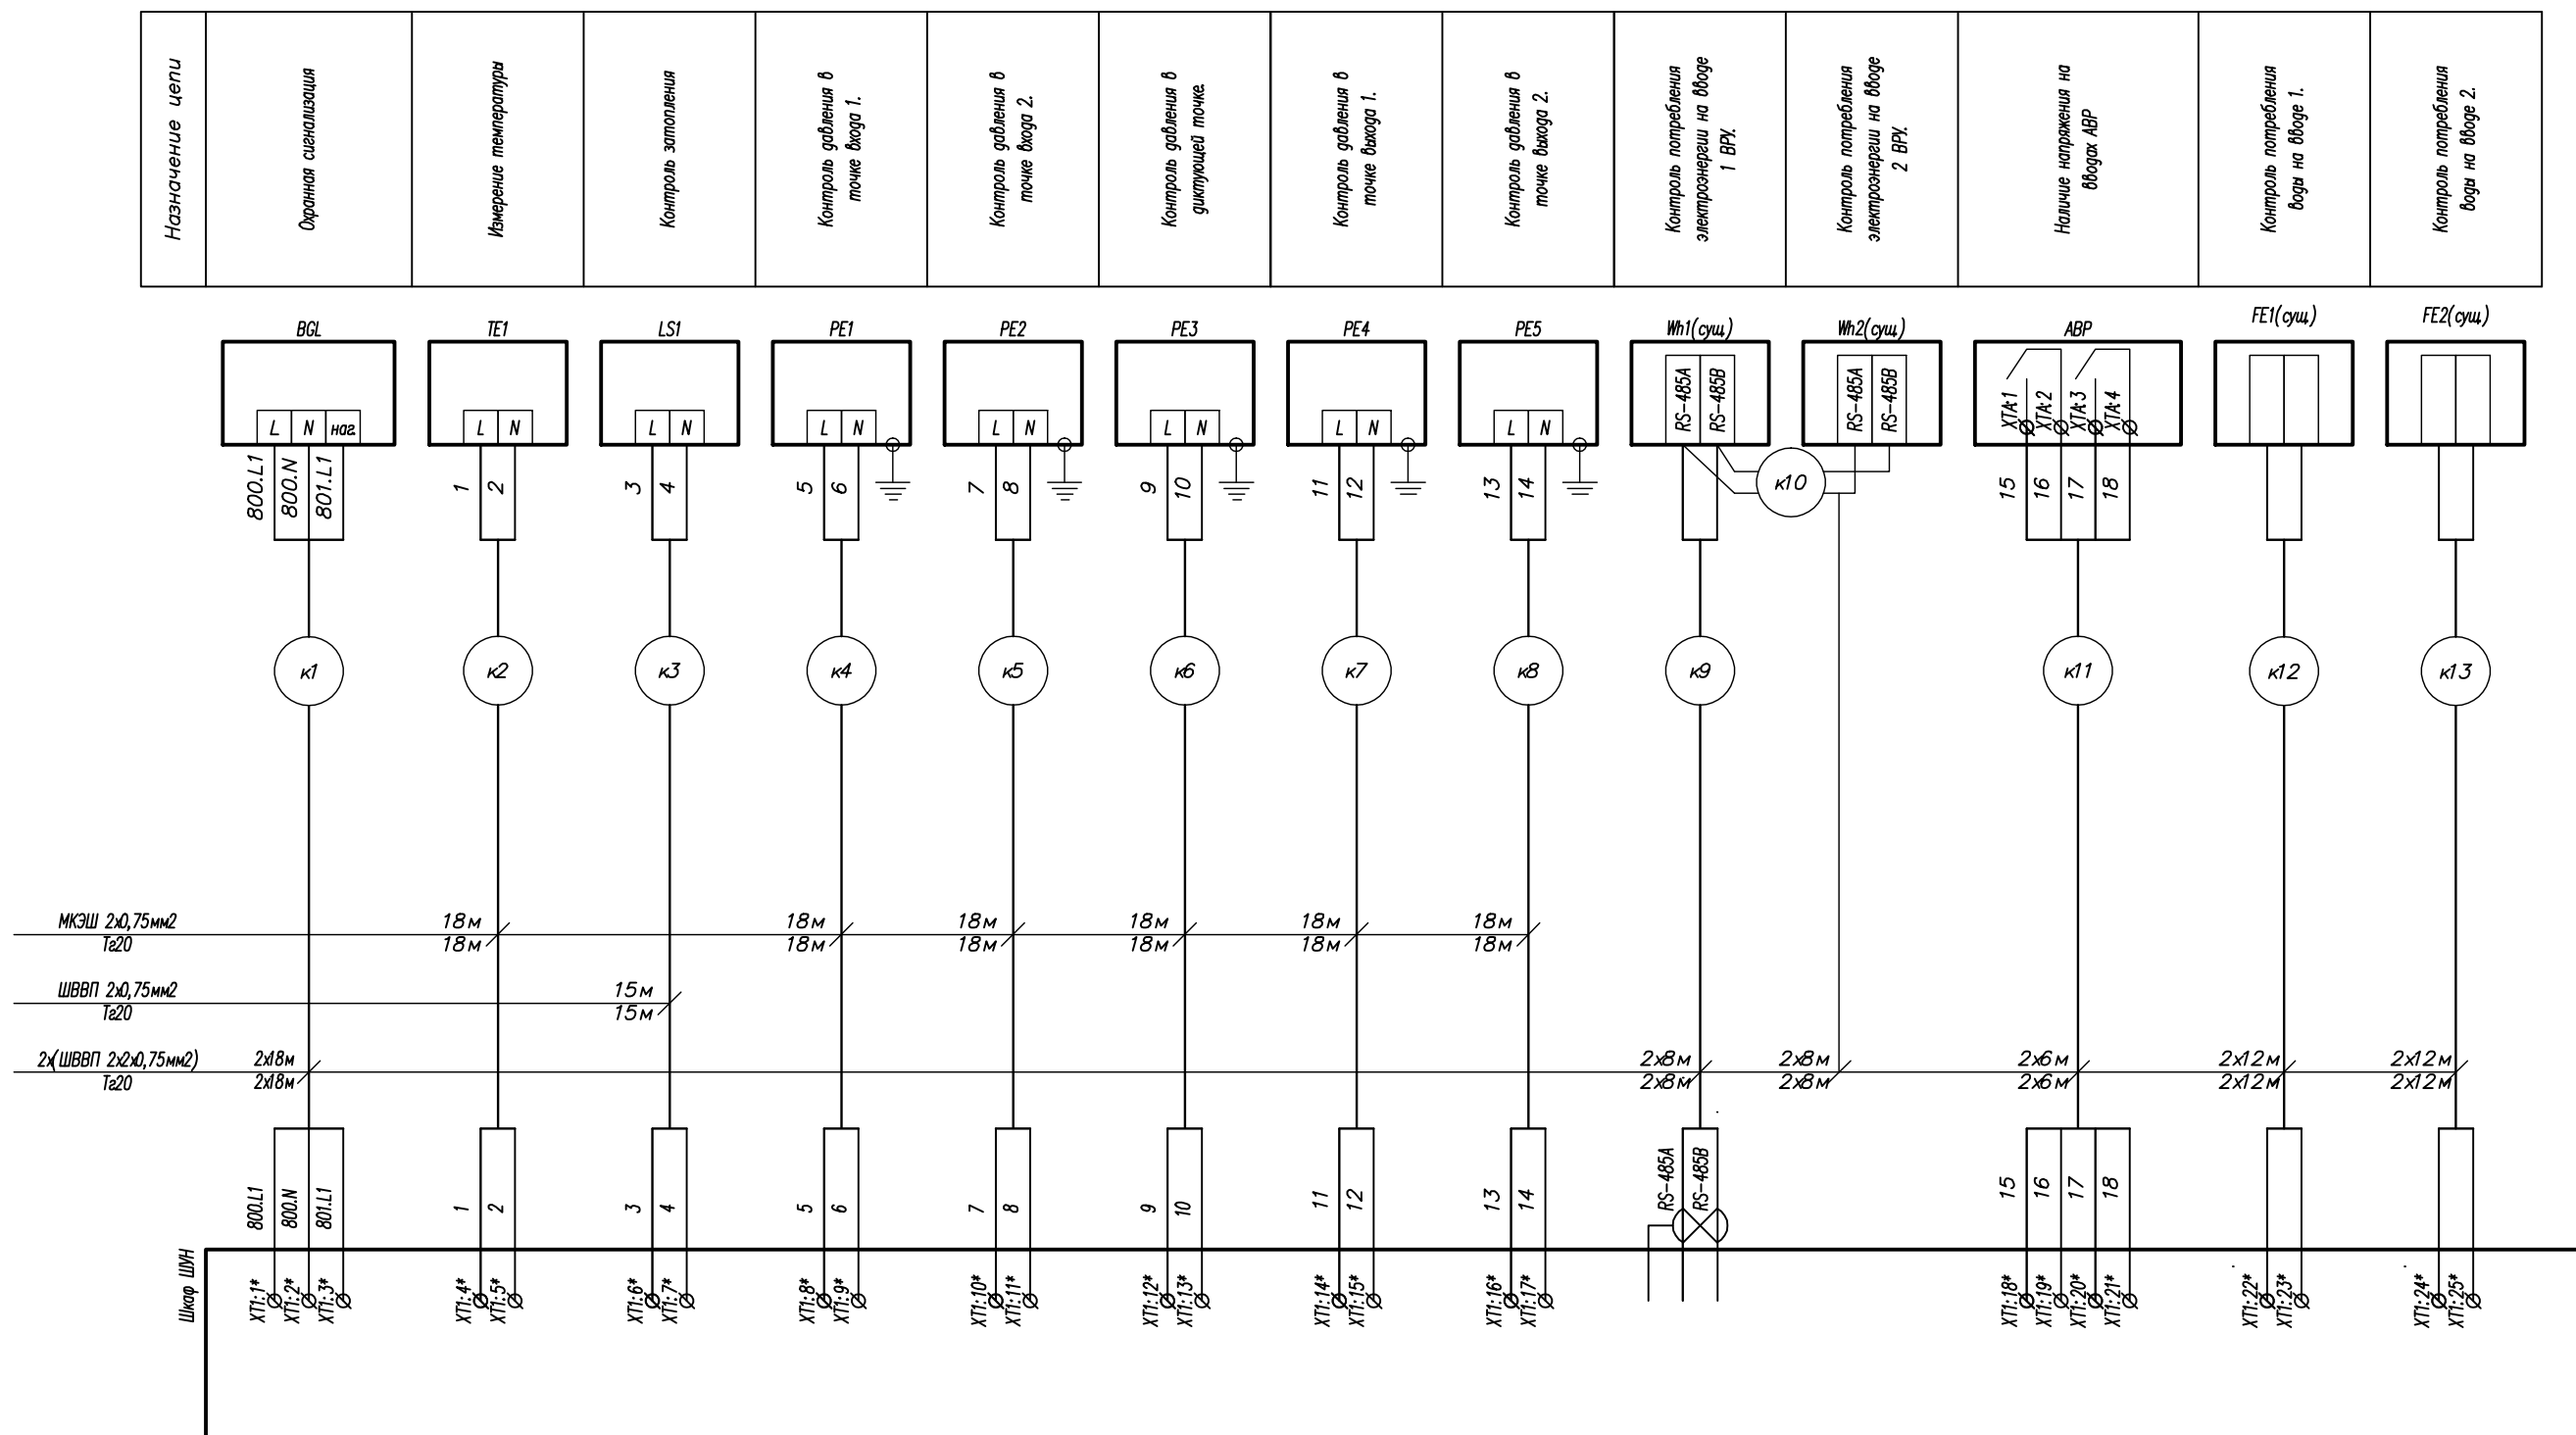 Назначение цепи
Охранная сигнализация
Измерение температуры
Контроль затопления
Контроль давления в
точке входа 1.
Контроль давления в
точке входа 2.
Контроль давления в
диктующей точке.
Контроль давления в
точке выхода 1.
Контроль давления в
точке выхода 2.
Контроль потребления
электроэнергии на вводе
1 ВРУ.
Контроль потребления
электроэнергии на вводе
2 ВРУ.
Наличие напряжения на
вводах АВР
Контроль потребления
воды на вводе 1.
Контроль потребления
воды на вводе 2.
BGL
TE1
LS1
PE1
PE2
PE3
PE4
PE5
Wh1(сущ.)
Wh2(сущ.)
АВР
FE1(сущ.)
FE2(сущ.)
L N наг.
L N
L N
L N
L N
L N
L N
L N
RS-485A
RS-485B
RS-485A
RS-485B
XTA:1
XTA:2
XTA:3
XTA:4
800.L1
800.N
801.L1
1
2
3
4
5
6
7
8
9
10
11
12
13
14
к10
15
16
17
18
к1
к2
к3
к4
к5
к6
к7
к8
к9
к11
к12
к13
МКЭШ 2х0,75мм2
Тг20
18м
18м
18м
18м
18м
18м
18м
18м
18м
18м
18м
18м
ШВВП 2х0,75мм2
Тг20
15м
15м
2х(ШВВП 2х2х0,75мм2)
Тг20
2х18м
2х18м
2х8м
2х8м
2х8м
2х8м
2х6м
2х6м
2х12м
2х12м
2х12м
2х12м
800.L1
800.N
801.L1
1
2
3
4
5
6
7
8
9
10
11
12
13
14
RS-485A
RS-485B
15
16
17
18
Шкаф ШУН
XT1:1*
XT1:2*
XT1:3*
XT1:4*
XT1:5*
XT1:6*
XT1:7*
XT1:8*
XT1:9*
XT1:10*
XT1:11*
XT1:12*
XT1:13*
XT1:14*
XT1:15*
XT1:16*
XT1:17*
XT1:18*
XT1:19*
XT1:20*
XT1:21*
XT1:22*
XT1:23*
XT1:24*
XT1:25*